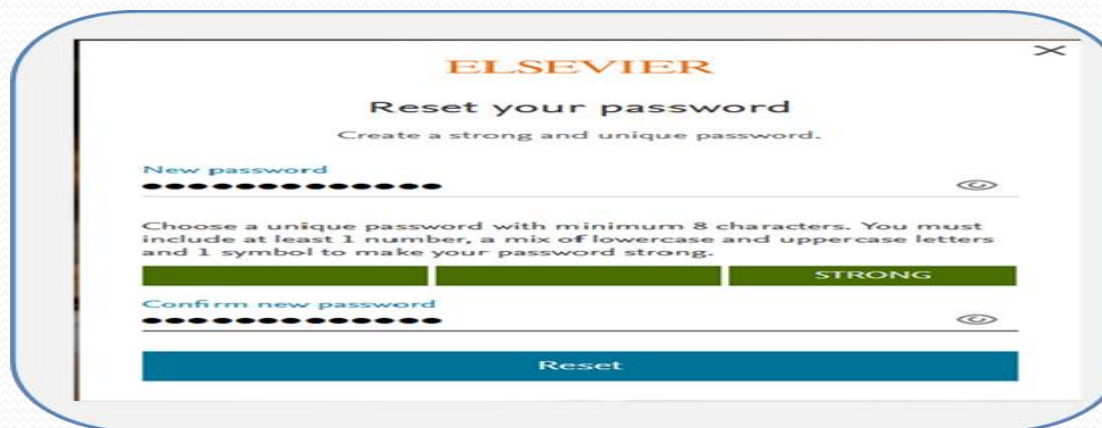 ELSEVIER
Reset your password
Create a strong and unique password.
New password
●●●●●●●●●●●●●
Choose a unique password with minimum 8 characters. You must
include at least 1 number, a mix of lowercase and uppercase letters
and 1 symbol to make your password strong.
STRONG
Confirm new password
●●●●●●●●●●●●●
Reset